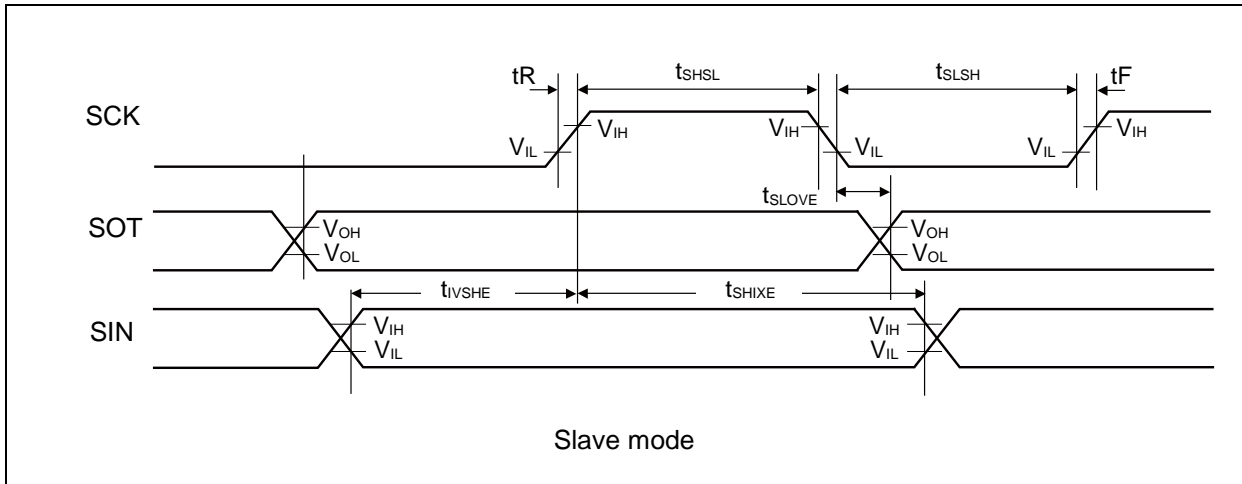 tR tSHSL tSLSH tF
SCK
VIH VIH VIH
VIL VIL VIL
tSLOVE
SOT
VOH VOH
VOL VOL
tIVSHE tSHIXE
SIN
VIH VIH
VIL VIL
Slave mode